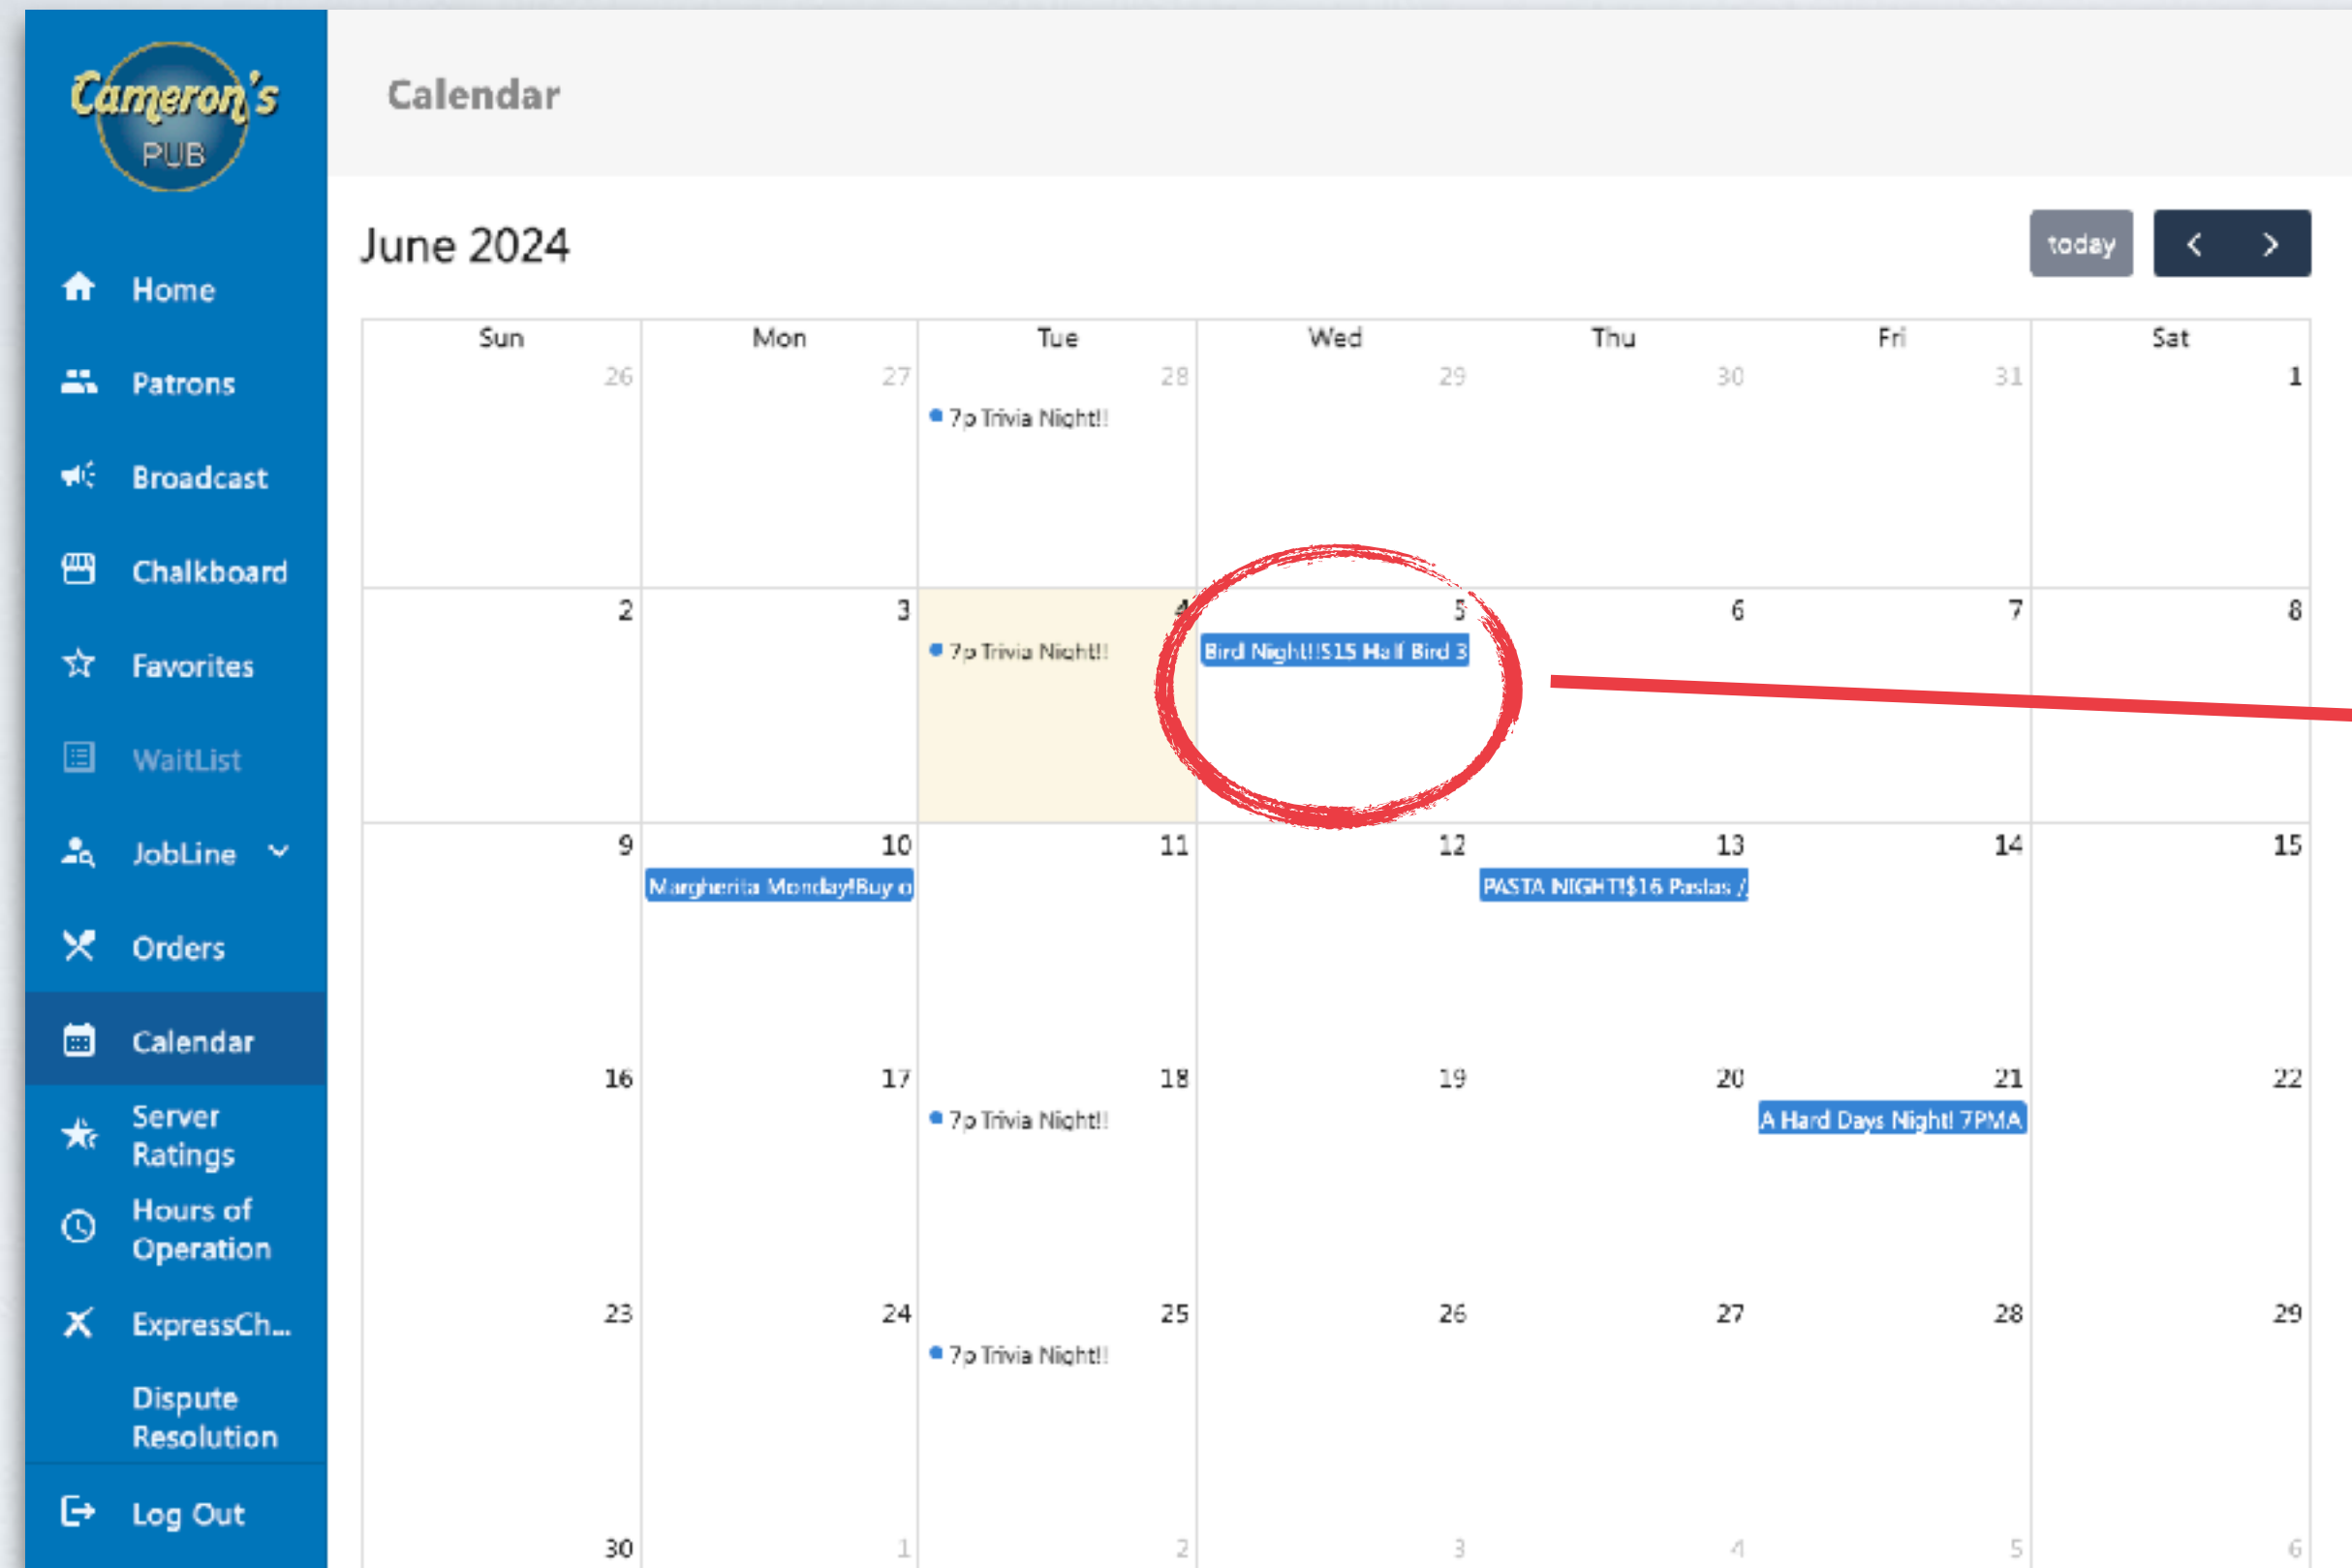 Cameron's
PUB
Calendar
June 2024
today
Home
Patrons
Broadcast
Chalkboard
Favorites
WaitList
JobLine
Orders
Calendar
Server
Ratings
Hours of
Operation
ExpressCh...
Dispute
Resolution
Log Out
Sun Mon Tue Wed Thu Fri Sat
26 27 28 29 30 31 1
7p Trivia Night!!
2 3 4 5 6 7 8
7p Trivia Night!! Bird Night!!$15 Half Bird 3
9 10 11 12 13 14 15
Margherita Monday!Buy o PASTA NIGHT!$16 Pastas /
16 17 18 19 20 21 22
7p Trivia Night!! A Hard Days Night! 7PMA
23 24 25 26 27 28 29
7p Trivia Night!!
30 1 2 3 4 5 6